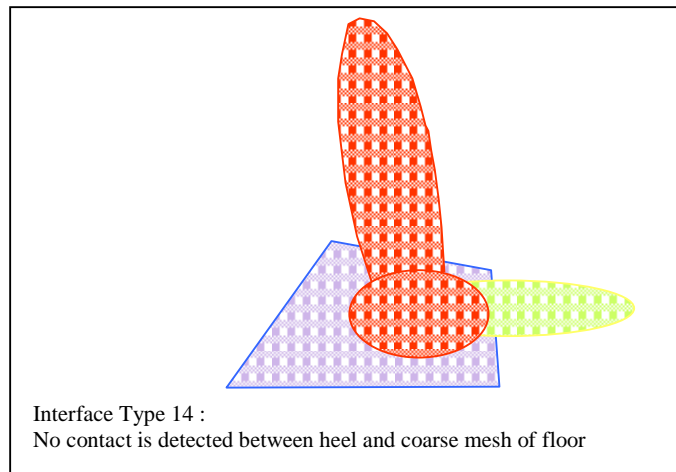 Interface Type 14 :
No contact is detected between heel and coarse mesh of floor